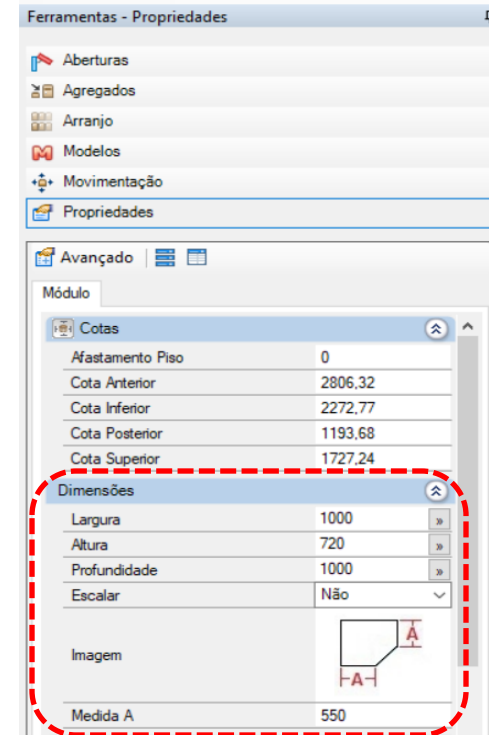 Ferramentas - Propriedades
Aberturas
Agregados
Arranjo
Modelos
Movimentação
Propriedades
Avançado
Módulo
Cotas
Afastamento Piso 0
Cota Anterior 2806,32
Cota Inferior 2272,77
Cota Posterior 1193,68
Cota Superior 1727,24
Dimensões
Largura 1000 »
Altura 720 »
Profundidade 1000 »
Escalar Não
A
Imagem
A
Medida A 550